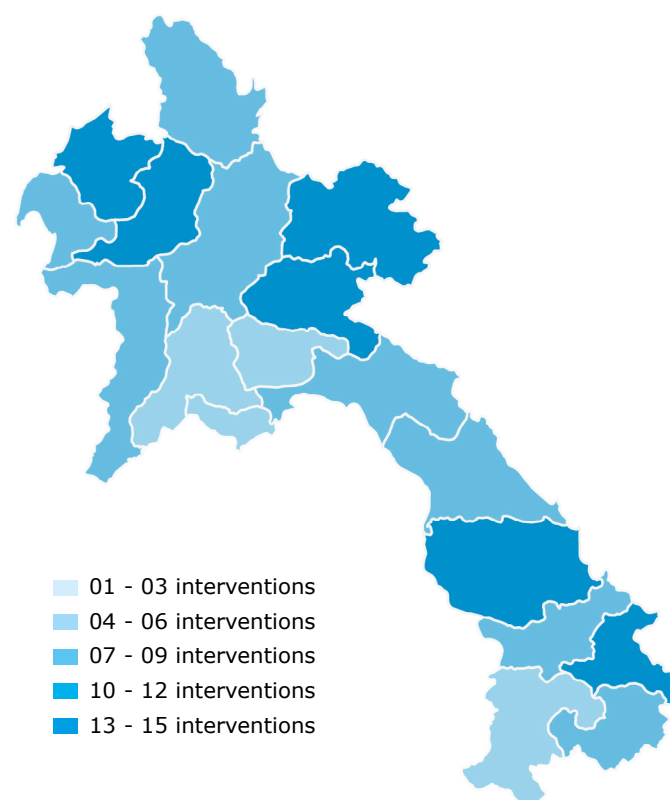 01 - 03 interventions
04 - 06 interventions
07 - 09 interventions
10 - 12 interventions
13 - 15 interventions